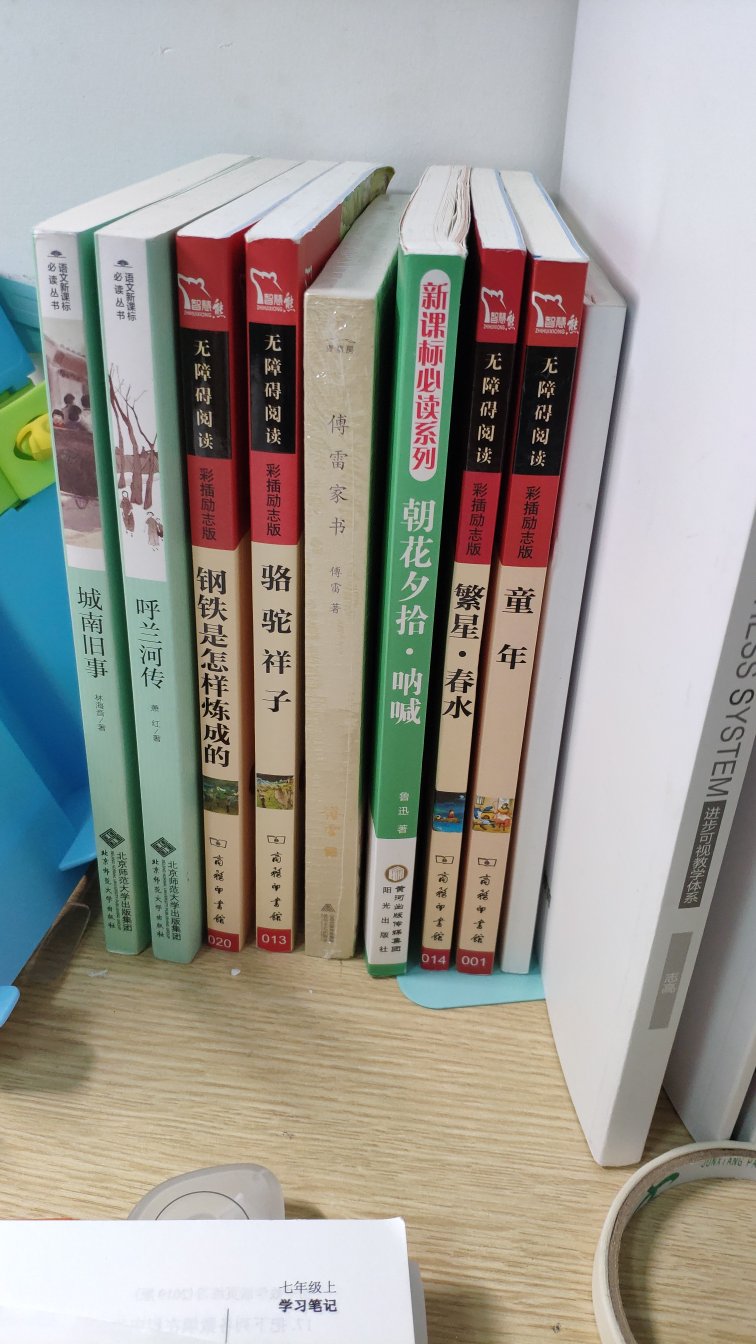 语文新课标
必读丛书
城南旧事
林海音/著
北京师范大学出版集团
北京师范大学出版社
语文新课标
必读丛书
呼兰河传
萧红/著
北京师范大学出版集团
北京师范大学出版社
智慧熊
ZHIHUIXIONG
无障碍阅读
彩插励志版
钢铁是怎样炼成的
商务印书馆
020
智慧熊
ZHIHUIXIONG
无障碍阅读
彩插励志版
骆驼祥子
商务印书馆
013
傅雷家书
傅雷 著
新课标必读系列
朝花夕拾·呐喊
鲁迅 著
黄河出版传媒集团
阳光出版社
智慧熊
ZHIHUIXIONG
无障碍阅读
彩插励志版
繁星·春水
商务印书馆
014
智慧熊
ZHIHUIXIONG
无障碍阅读
彩插励志版
童年
商务印书馆
001
SYSTEM
进步可视教学体系
志高
七年级上
学习笔记